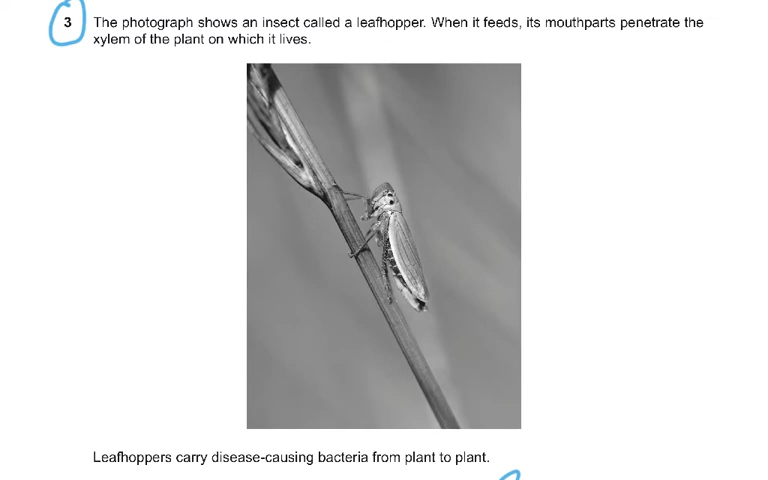 3 The photograph shows an insect called a leafhopper. When it feeds, its mouthparts penetrate the
xylem of the plant on which it lives.
Leafhoppers carry disease-causing bacteria from plant to plant.